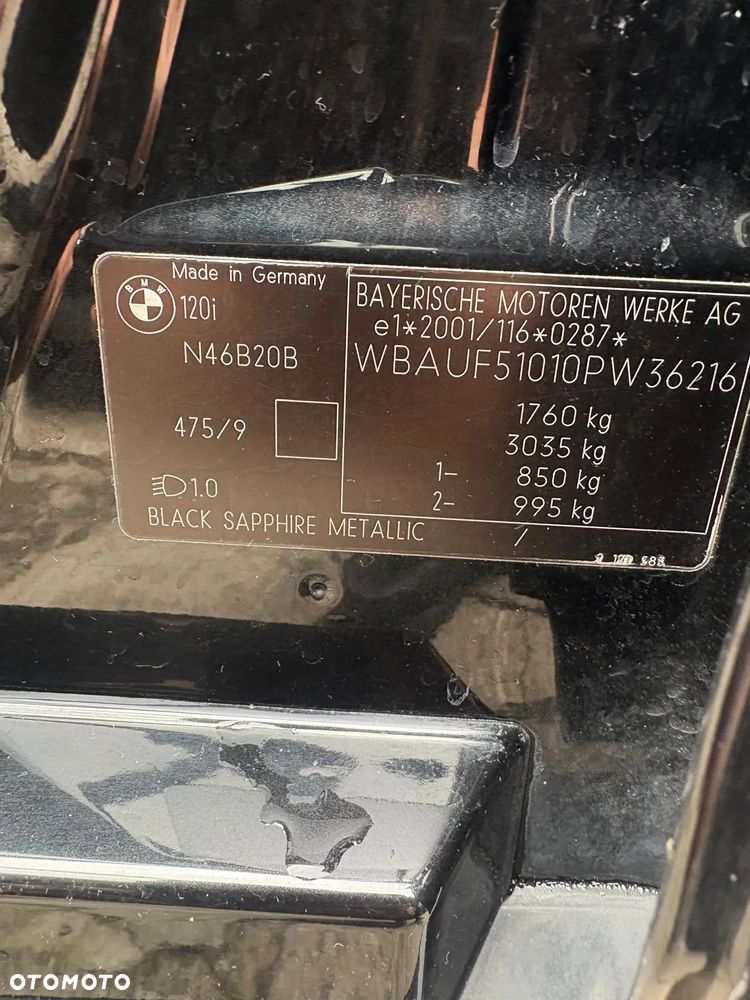 Made in Germany
BMW
120i
N46B20B
475/9
1.0
BLACK SAPPHIRE METALLIC /
BAYERISCHE MOTOREN WERKE AG
e1*2001/116*0287*
WBAUF51010PW36216
1760 kg
3035 kg
1- 850 kg
2- 995 kg
OTOMOTO